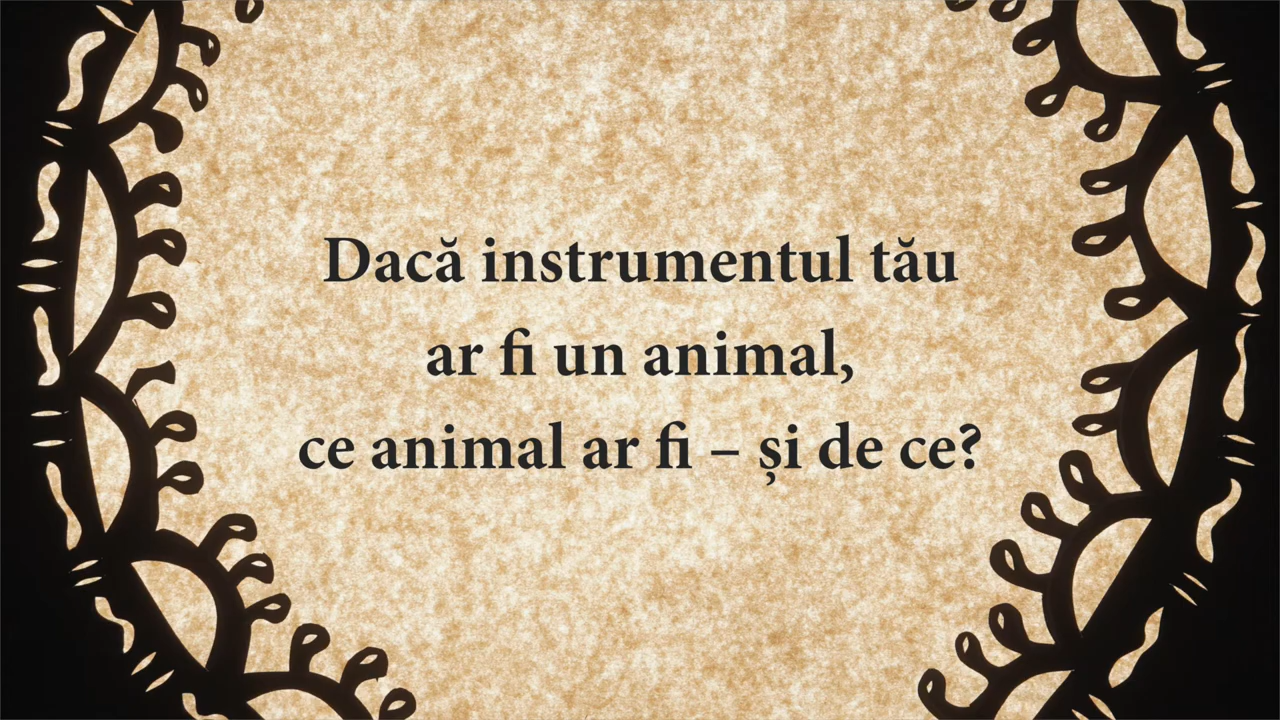 Dacă instrumentul tău
ar fi un animal,
ce animal ar fi – și de ce?